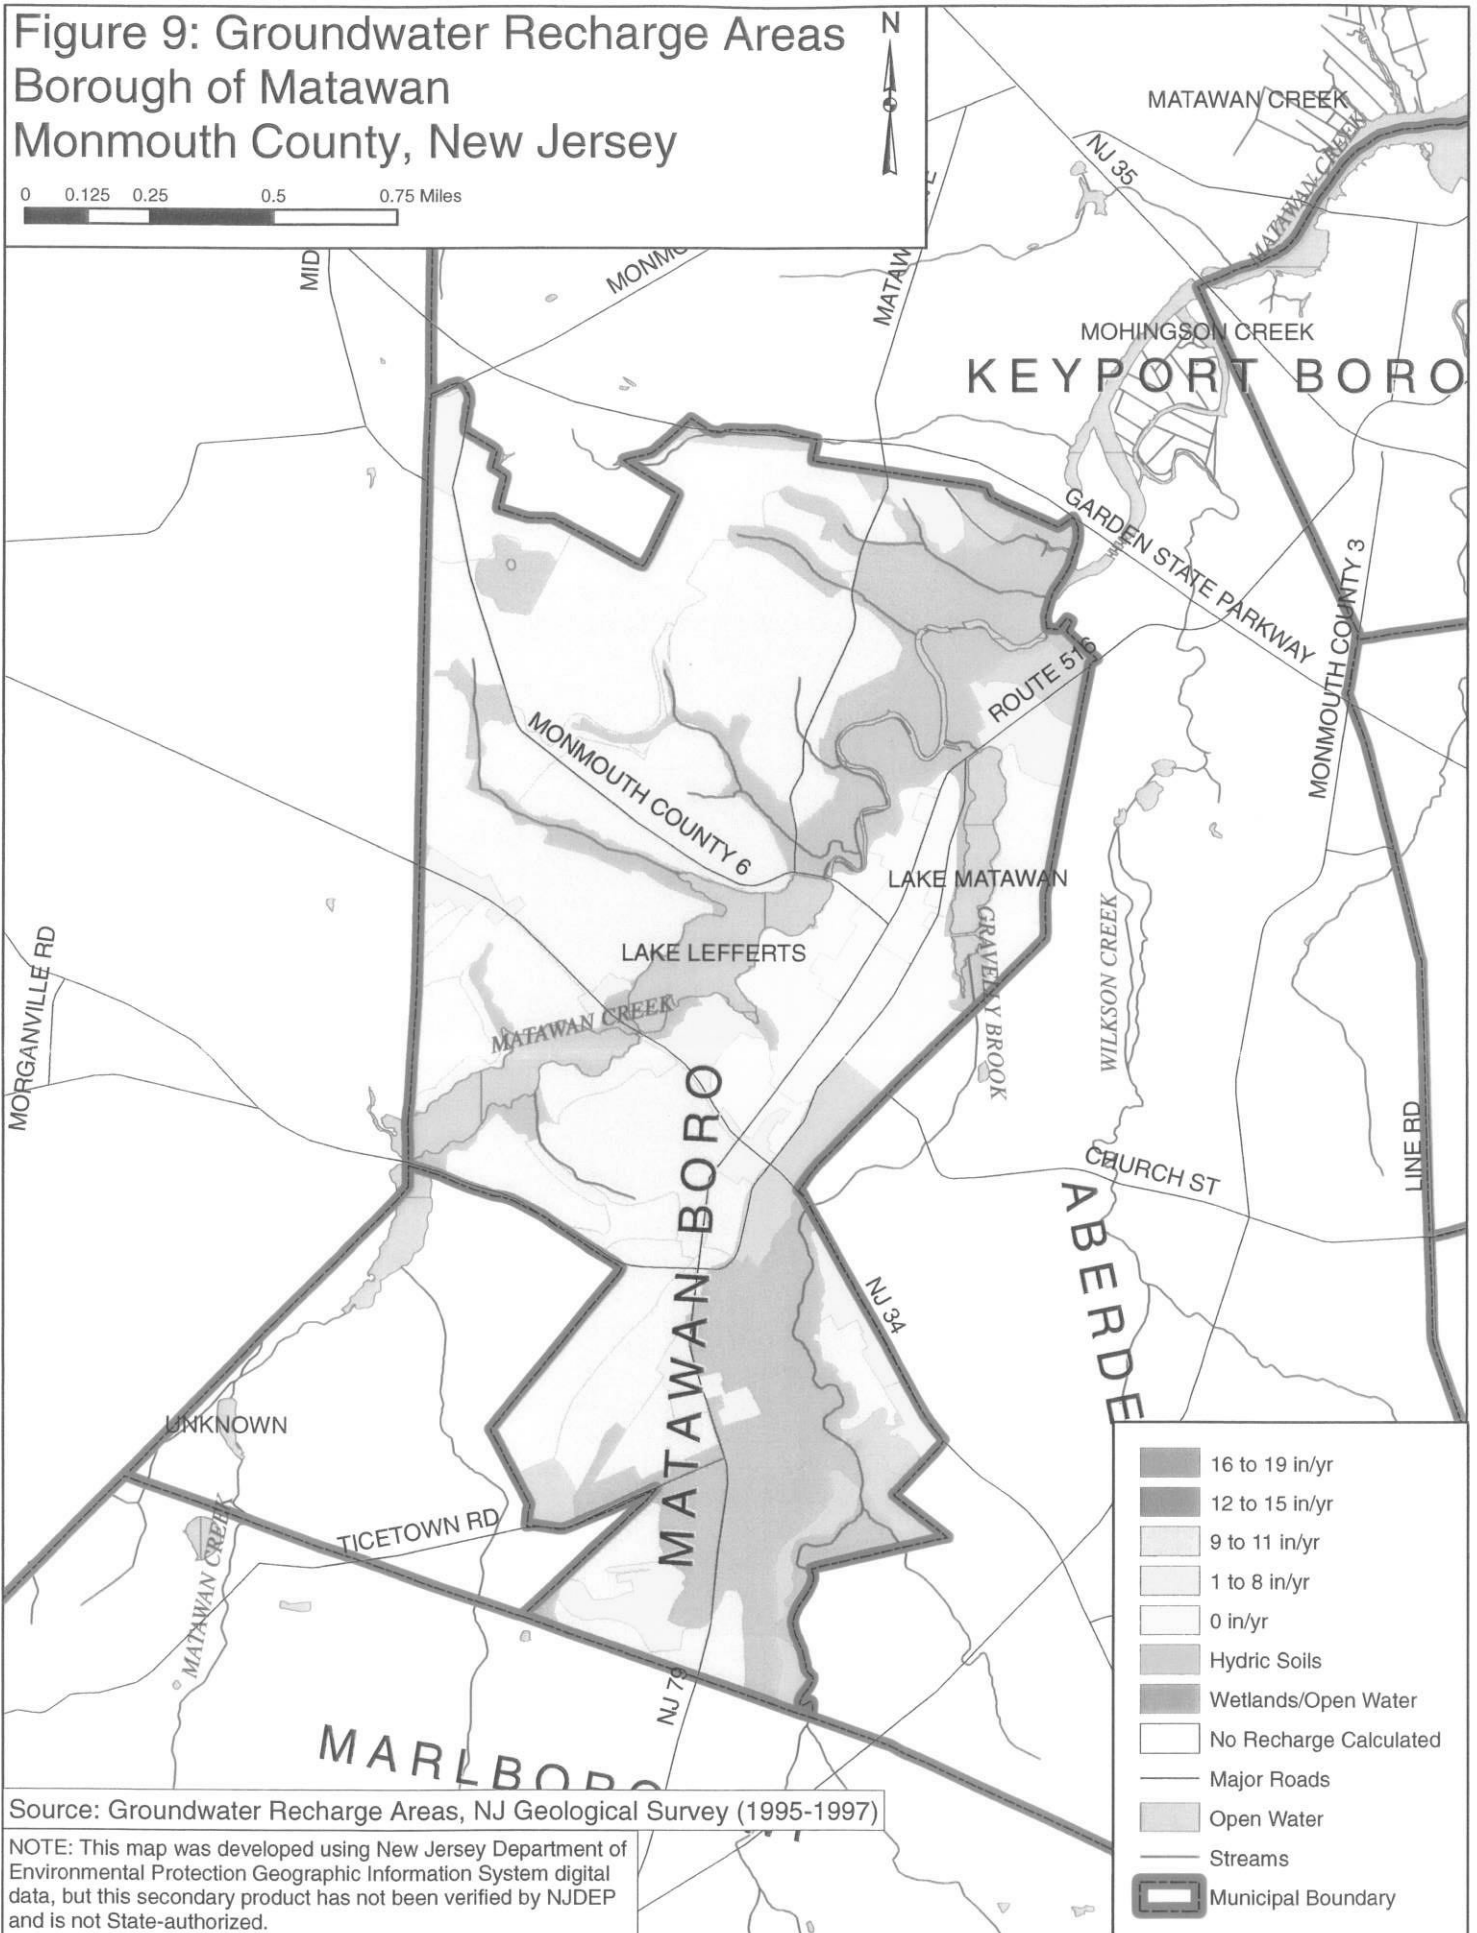 Figure 9: Groundwater Recharge Areas
Borough of Matawan
Monmouth County, New Jersey
N
0 0.125 0.25 0.5 0.75 Miles
MATAWAN CREEK
NJ 35
MATAWAN CREEK
MID
MONMO
MATAW
E
MOHINGSON CREEK
KEYPORT BORO
GARDEN STATE PARKWAY
MONMOUTH COUNTY 3
ROUTE 516
MONMOUTH COUNTY 6
LAKE MATAWAN
LAKE LEFFERTS
GRAVELLY BROOK
WILKSON CREEK
MORGANVILLE RD
MATAWAN CREEK
MATAWAN BORO
CHURCH ST
LINE RD
ABERDE
NJ 34
UNKNOWN
TICETOWN RD
MATAWAN CREEK
NJ 79
MARLBORO
16 to 19 in/yr
12 to 15 in/yr
9 to 11 in/yr
1 to 8 in/yr
0 in/yr
Hydric Soils
Wetlands/Open Water
No Recharge Calculated
Major Roads
Open Water
Streams
Municipal Boundary
Source: Groundwater Recharge Areas, NJ Geological Survey (1995-1997)
NOTE: This map was developed using New Jersey Department of
Environmental Protection Geographic Information System digital
data, but this secondary product has not been verified by NJDEP
and is not State-authorized.